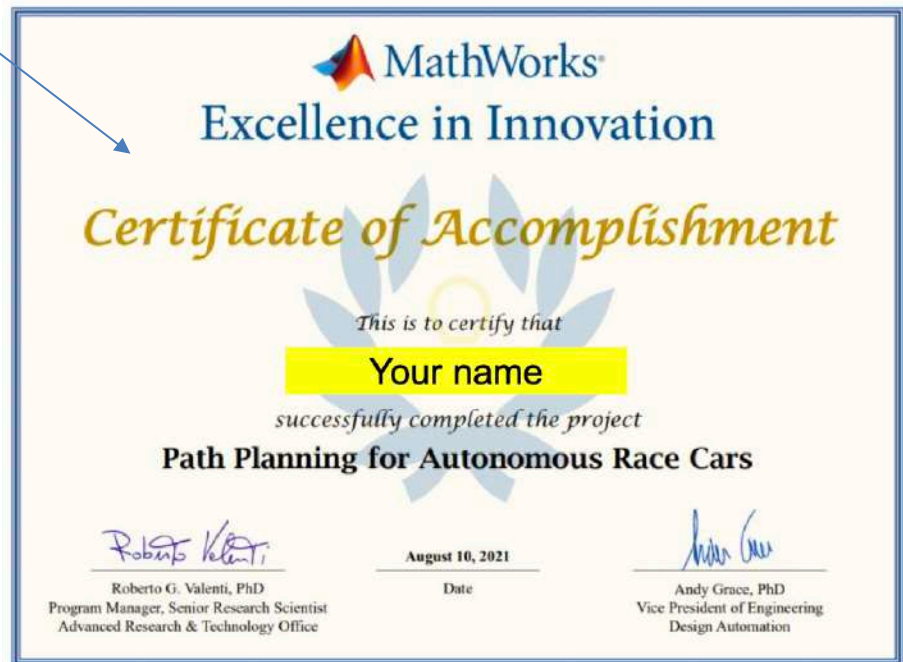 MathWorks®
Excellence in Innovation
Certificate of Accomplishment
This is to certify that
Your name
successfully completed the project
Path Planning for Autonomous Race Cars
Roberto Valenti
August 10, 2021
Roberto G. Valenti, PhD
Date
Andy Grace, PhD
Program Manager, Senior Research Scientist
Vice President of Engineering
Advanced Research & Technology Office
Design Automation